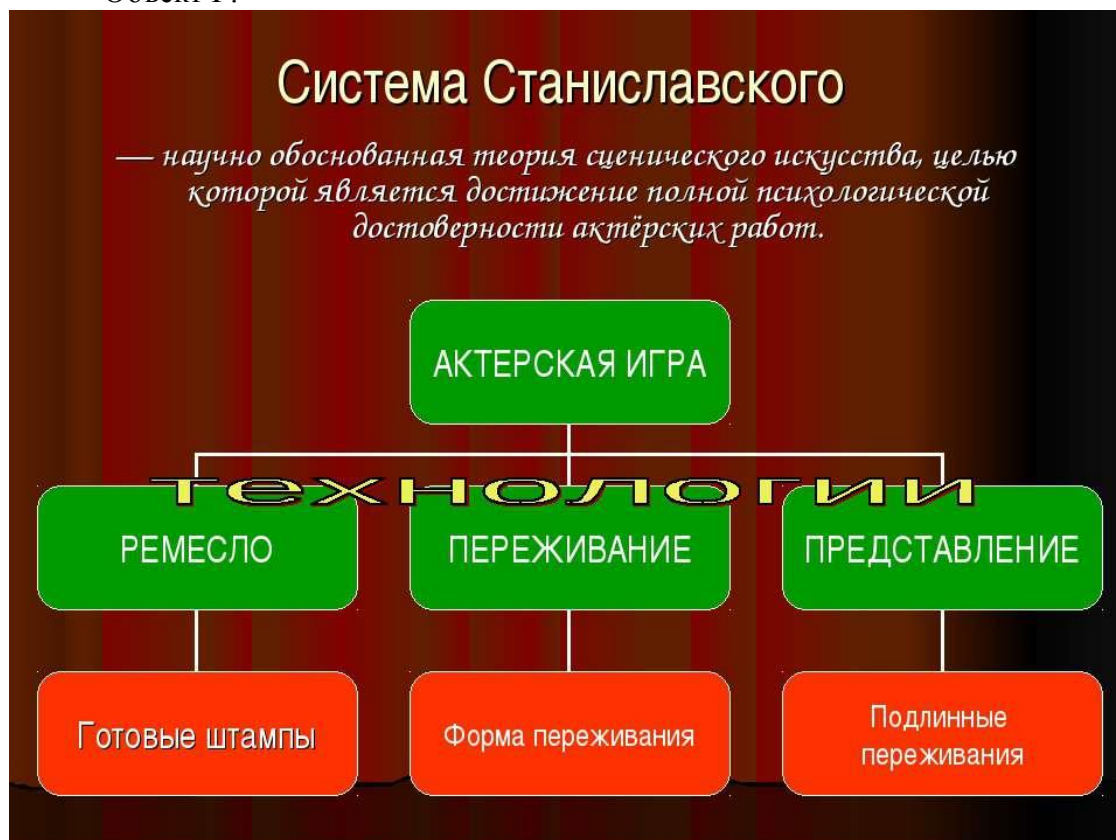 Система Станиславского
— научно обоснованная теория сценического искусства, целью
которой является достижение полной психологической
достоверности актёрских работ.
АКТЕРСКАЯ ИГРА
технологии
РЕМЕСЛО
ПЕРЕЖИВАНИЕ
ПРЕДСТАВЛЕНИЕ
Готовые штампы
Форма переживания
Подлинные
переживания